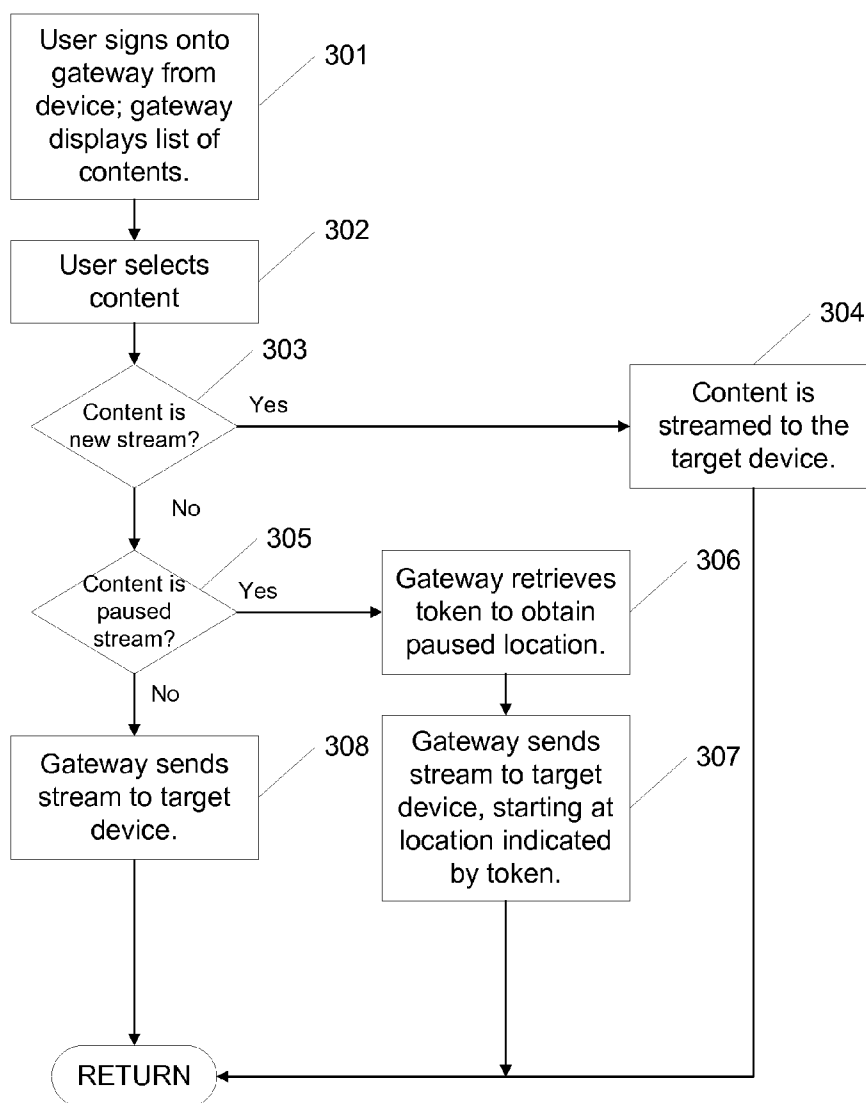 User signs onto
gateway from
device; gateway
displays list of
contents.
301
User selects
content
302
Content is
new stream?
303
Yes
Content is
streamed to the
target device.
304
No
Content is
paused
stream?
305
Yes
Gateway retrieves
token to obtain
paused location.
306
No
Gateway sends
stream to target
device.
308
Gateway sends
stream to target
device, starting at
location indicated
by token.
307
RETURN